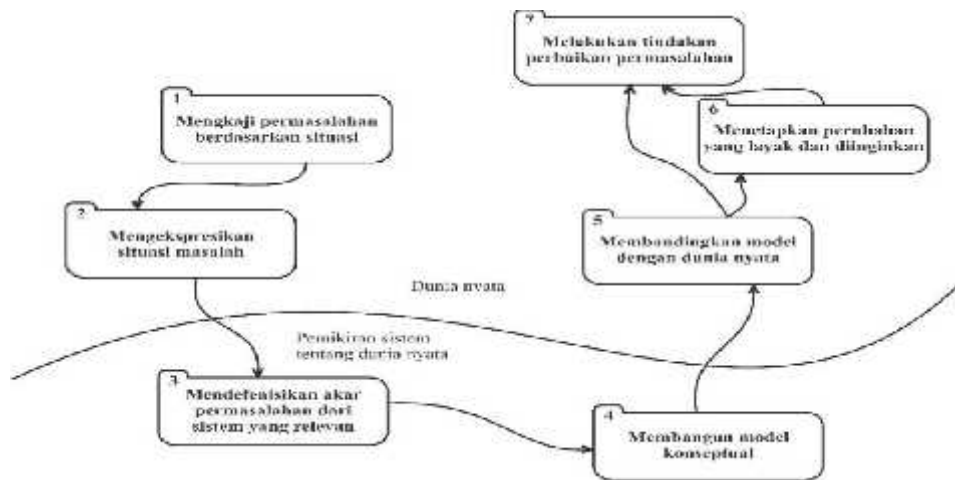 1
Mengkaji permasalahan
berdasarkan situasi
2
Mengekspresikan
situasi masalah
Dunia nyata
Pemikiran sistem
tentang dunia nyata
3
Mendefenisikan akar
permasalahan dari
sistem yang relevan
4
Membangun model
konseptual
5
Membandingkan model
dengan dunia nyata
6
Menetapkan perubahan
yang layak dan diinginkan
7
Melakukan tindakan
perbaikan permasalahan